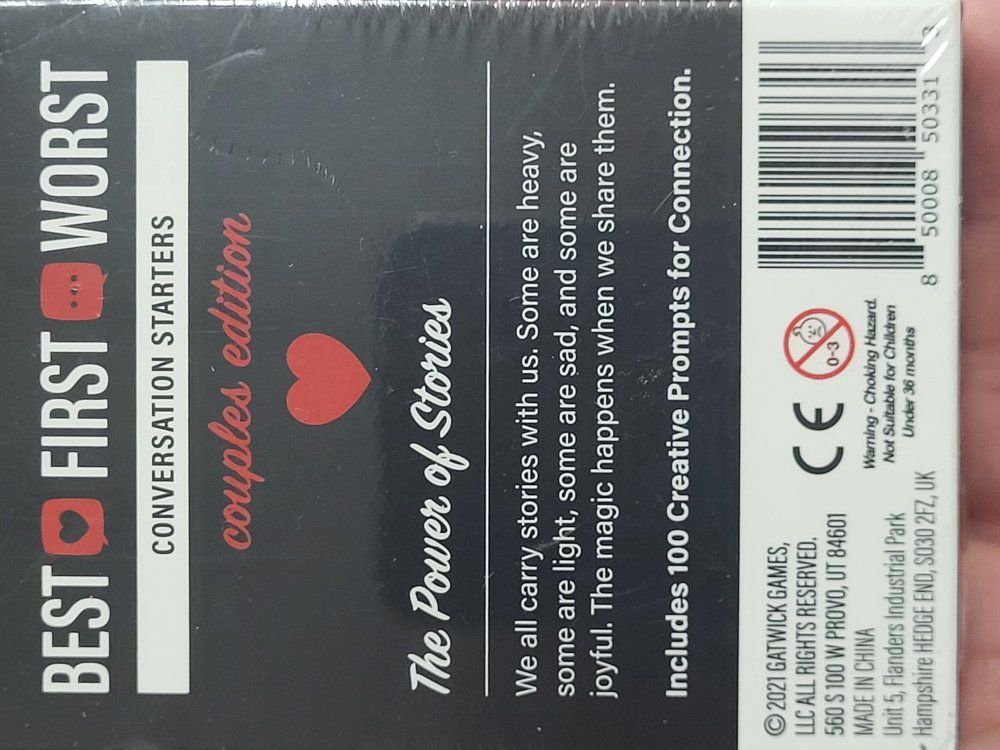 BEST FIRST WORST
CONVERSATION STARTERS
couples edition
The Power of Stories
We all carry stories with us. Some are heavy,
some are light, some are sad, and some are
joyful. The magic happens when we share them.
Includes 100 Creative Prompts for Connection.
©2021 GATWICK GAMES,
LLC ALL RIGHTS RESERVED.
560 S 100 W PROVO, UT 84601
MADE IN CHINA
Unit 5, Flanders Industrial Park
Hampshire HEDGE END, SO30 2FZ, UK
CE
0-3
Warning - Choking Hazard.
Not Suitable for Children
Under 36 months
8 50008 50331